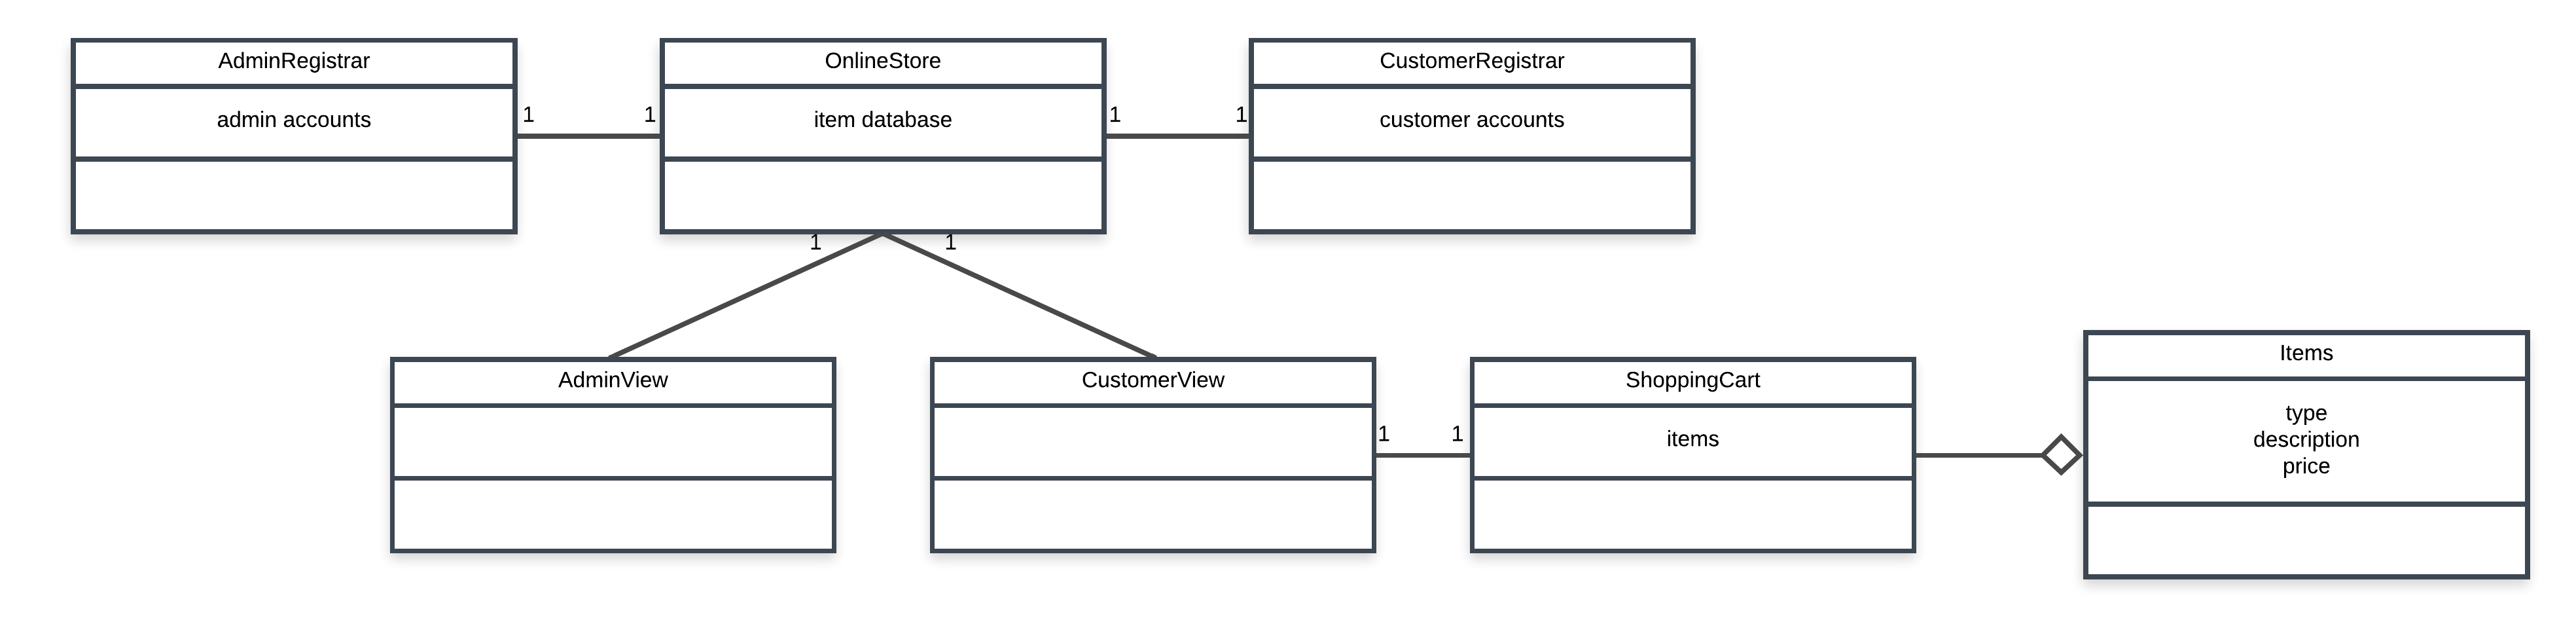 AdminRegistrar
admin accounts
1
1
OnlineStore
item database
1
1
CustomerRegistrar
customer accounts
1
1
AdminView
CustomerView
1
1
ShoppingCart
items
Items
type
description
price